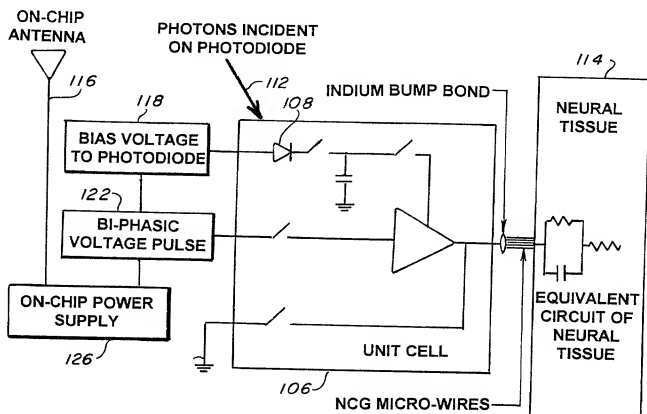 ON-CHIP
ANTENNA
PHOTONS INCIDENT
ON PHOTODIODE
116
112
114
118
108
INDIUM BUMP BOND
NEURAL
TISSUE
BIAS VOLTAGE
TO PHOTODIODE
122
BI-PHASIC
VOLTAGE PULSE
ON-CHIP POWER
SUPPLY
126
EQUIVALENT
CIRCUIT OF
NEURAL
TISSUE
UNIT CELL
106
NCG MICRO-WIRES